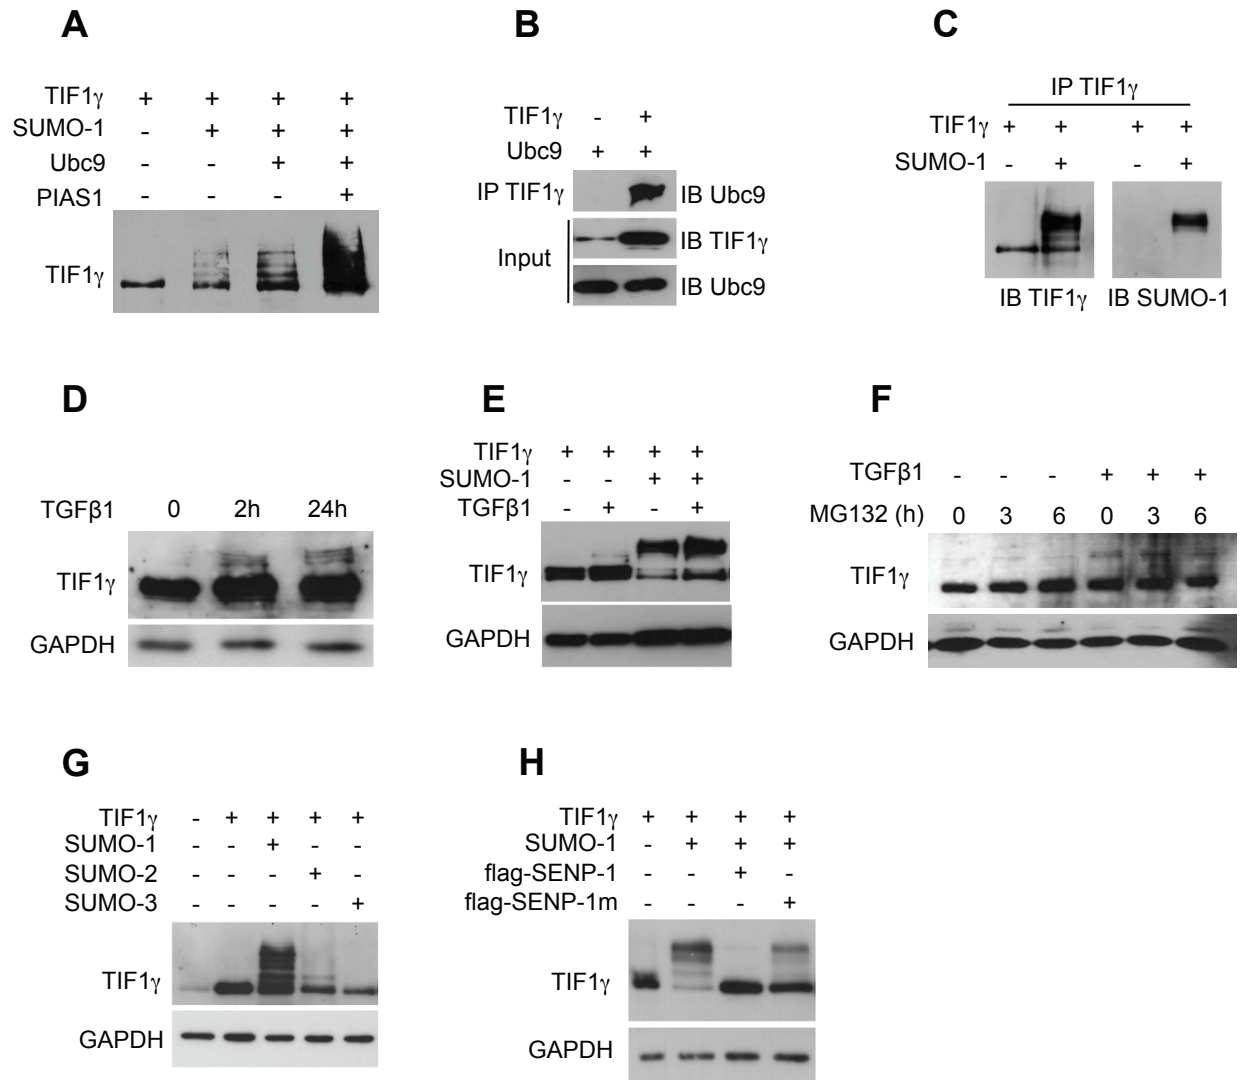 A
TIF1γ + + + +
SUMO-1 - + + +
Ubc9 - - + +
PIAS1 - - - +
TIF1γ
B
TIF1γ - +
Ubc9 + +
IP TIF1γ IB Ubc9
Input IB TIF1γ
IB Ubc9
C
IP TIF1γ
TIF1γ + + + +
SUMO-1 - + - +
IB TIF1γ IB SUMO-1
D
TGFβ1 0 2h 24h
TIF1γ
GAPDH
E
TIF1γ + + + +
SUMO-1 - - + +
TGFβ1 - + - +
TIF1γ
GAPDH
F
TGFβ1 - - - + + +
MG132 (h) 0 3 6 0 3 6
TIF1γ
GAPDH
G
TIF1γ - + + + +
SUMO-1 - - + - -
SUMO-2 - - - + -
SUMO-3 - - - - +
TIF1γ
GAPDH
H
TIF1γ + + + +
SUMO-1 - + + +
flag-SENP-1 - - + -
flag-SENP-1m - - - +
TIF1γ
GAPDH